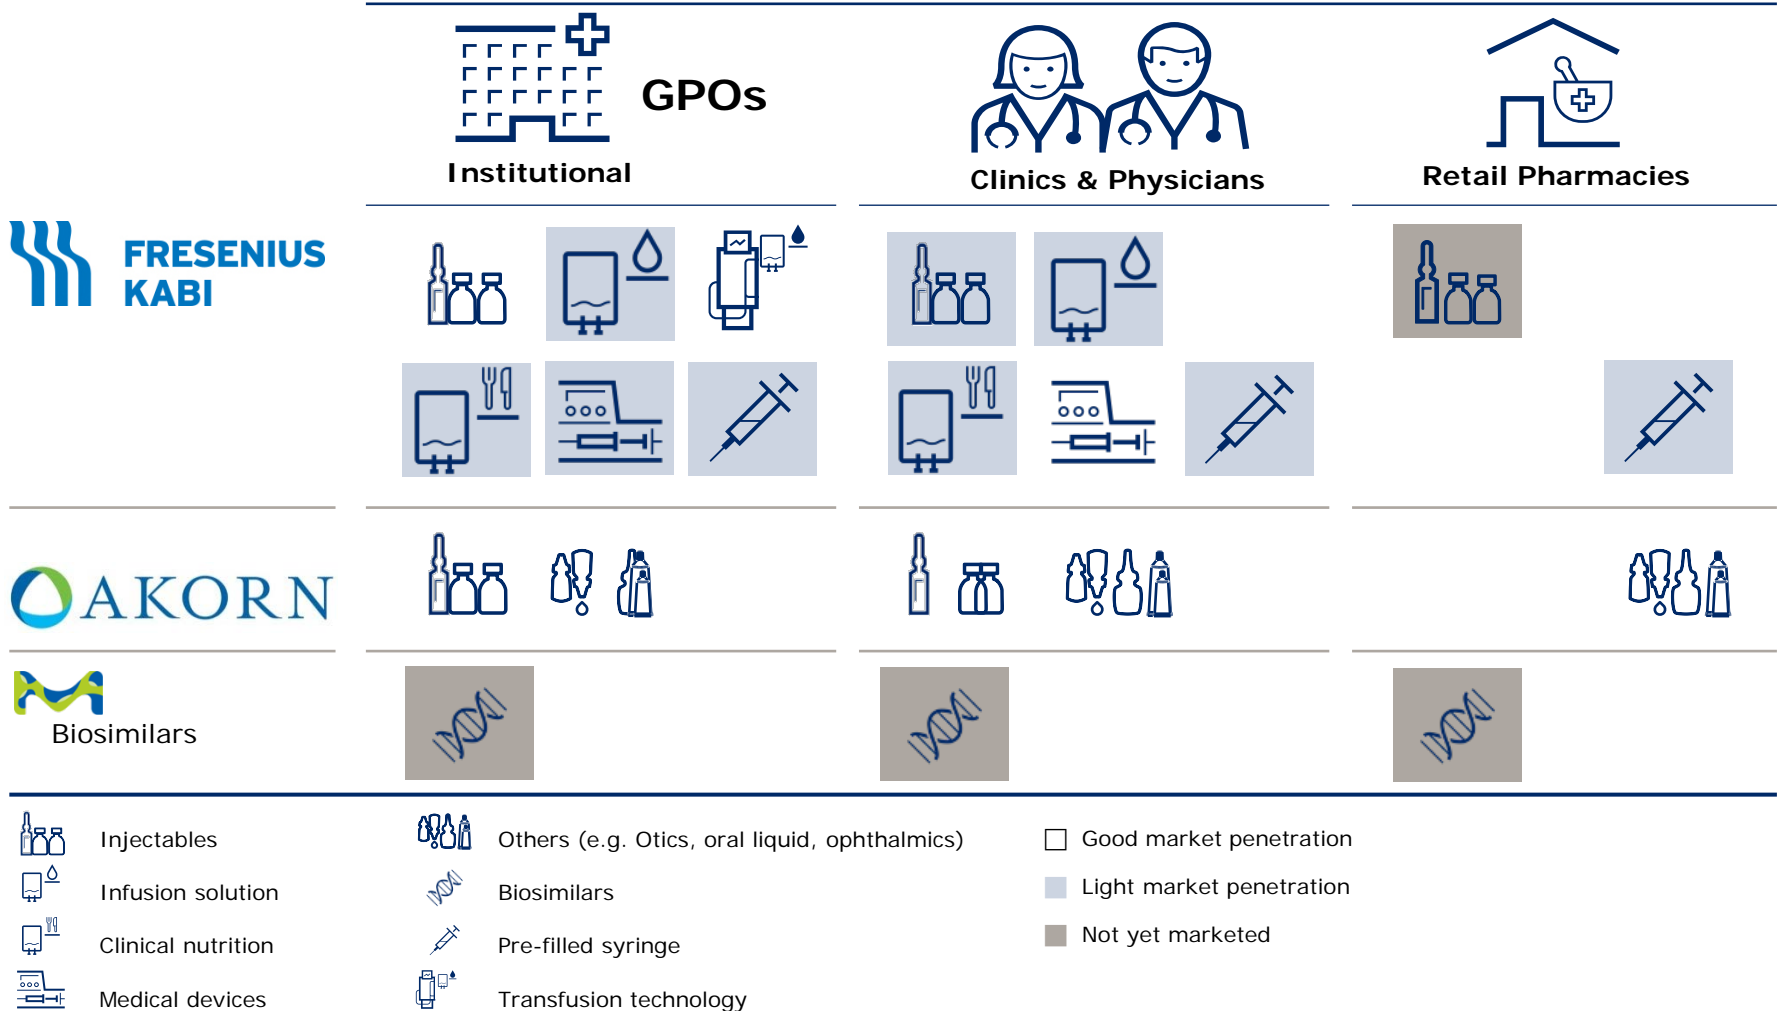 GPOs
Institutional
Clinics & Physicians
Retail Pharmacies
FRESENIUS
KABI
AKORN
Biosimilars
Injectables
Others (e.g. Otics, oral liquid, ophthalmics)
Good market penetration
Infusion solution
Biosimilars
Light market penetration
Clinical nutrition
Pre-filled syringe
Not yet marketed
Medical devices
Transfusion technology